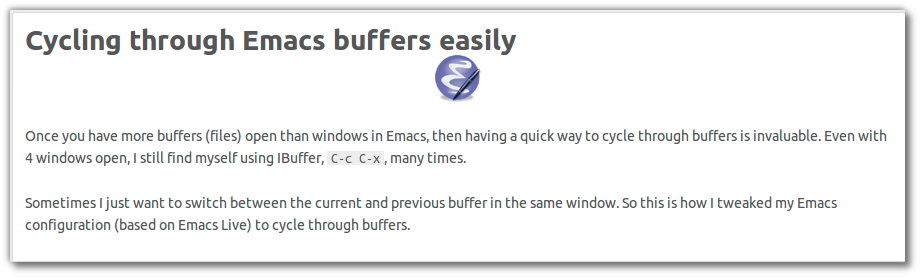 Cycling through Emacs buffers easily
Once you have more buffers (files) open than windows in Emacs, then having a quick way to cycle through buffers is invaluable. Even with
4 windows open, I still find myself using IBuffer, C-c C-x, many times.
Sometimes I just want to switch between the current and previous buffer in the same window. So this is how I tweaked my Emacs
configuration (based on Emacs Live) to cycle through buffers.